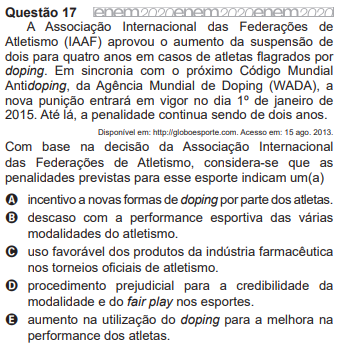 Questão 17 enem2020enem2020enem2020
A Associação Internacional das Federações de
Atletismo (IAAF) aprovou o aumento da suspensão de
dois para quatro anos em casos de atletas flagrados por
doping. Em sincronia com o próximo Código Mundial
Antidoping, da Agência Mundial de Doping (WADA), a
nova punição entrará em vigor no dia 1º de janeiro de
2015. Até lá, a penalidade continua sendo de dois anos.
Disponível em: http://globoesporte.com. Acesso em: 15 ago. 2013.
Com base na decisão da Associação Internacional
das Federações de Atletismo, considera-se que as
penalidades previstas para esse esporte indicam um(a)
A incentivo a novas formas de doping por parte dos atletas.
B descaso com a performance esportiva das várias
modalidades do atletismo.
C uso favorável dos produtos da indústria farmacêutica
nos torneios oficiais de atletismo.
D procedimento prejudicial para a credibilidade da
modalidade e do fair play nos esportes.
E aumento na utilização do doping para a melhora na
performance dos atletas.